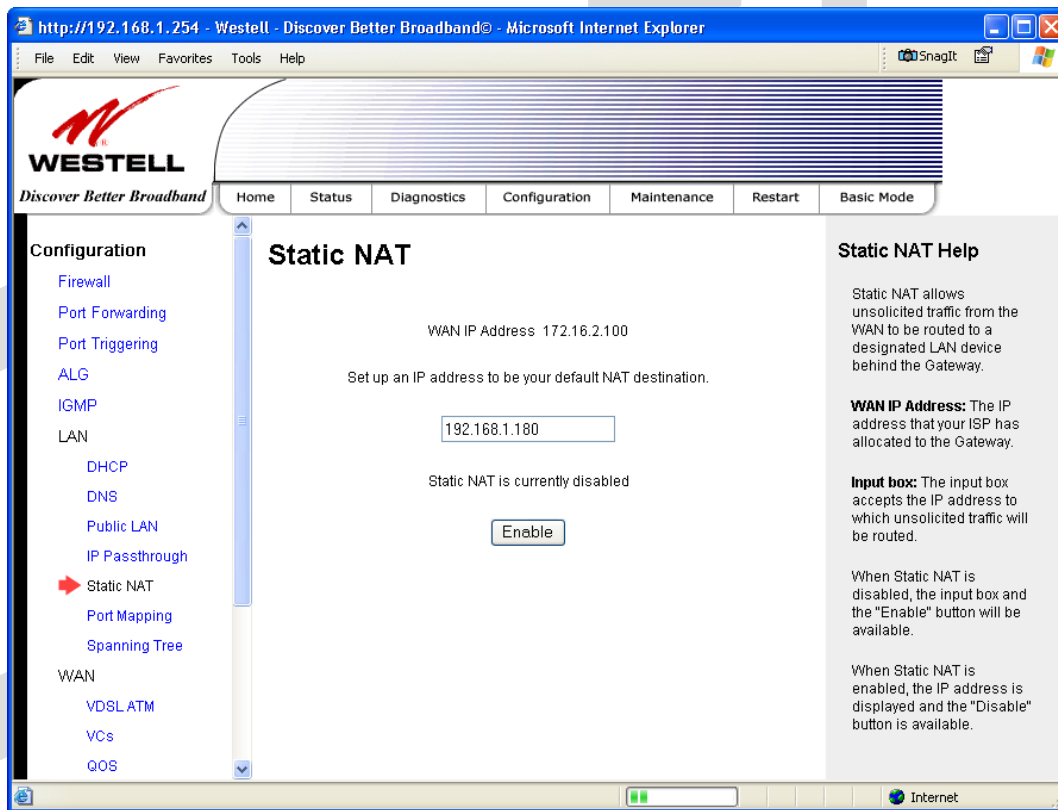 http://192.168.1.254 - Westell - Discover Better Broadband© - Microsoft Internet Explorer
File Edit View Favorites Tools Help
SnagIt
WESTELL
Discover Better Broadband
Home Status Diagnostics Configuration Maintenance Restart Basic Mode
Configuration
Firewall
Port Forwarding
Port Triggering
ALG
IGMP
LAN
DHCP
DNS
Public LAN
IP Passthrough
Static NAT
Port Mapping
Spanning Tree
WAN
VDSL ATM
VCs
QOS
Static NAT
WAN IP Address 172.16.2.100
Set up an IP address to be your default NAT destination.
192.168.1.180
Static NAT is currently disabled
Enable
Static NAT Help
Static NAT allows
unsolicited traffic from the
WAN to be routed to a
designated LAN device
behind the Gateway.
WAN IP Address: The IP
address that your ISP has
allocated to the Gateway.
Input box: The input box
accepts the IP address to
which unsolicited traffic will
be routed.
When Static NAT is
disabled, the input box and
the "Enable" button will be
available.
When Static NAT is
enabled, the IP address is
displayed and the "Disable"
button is available.
Internet